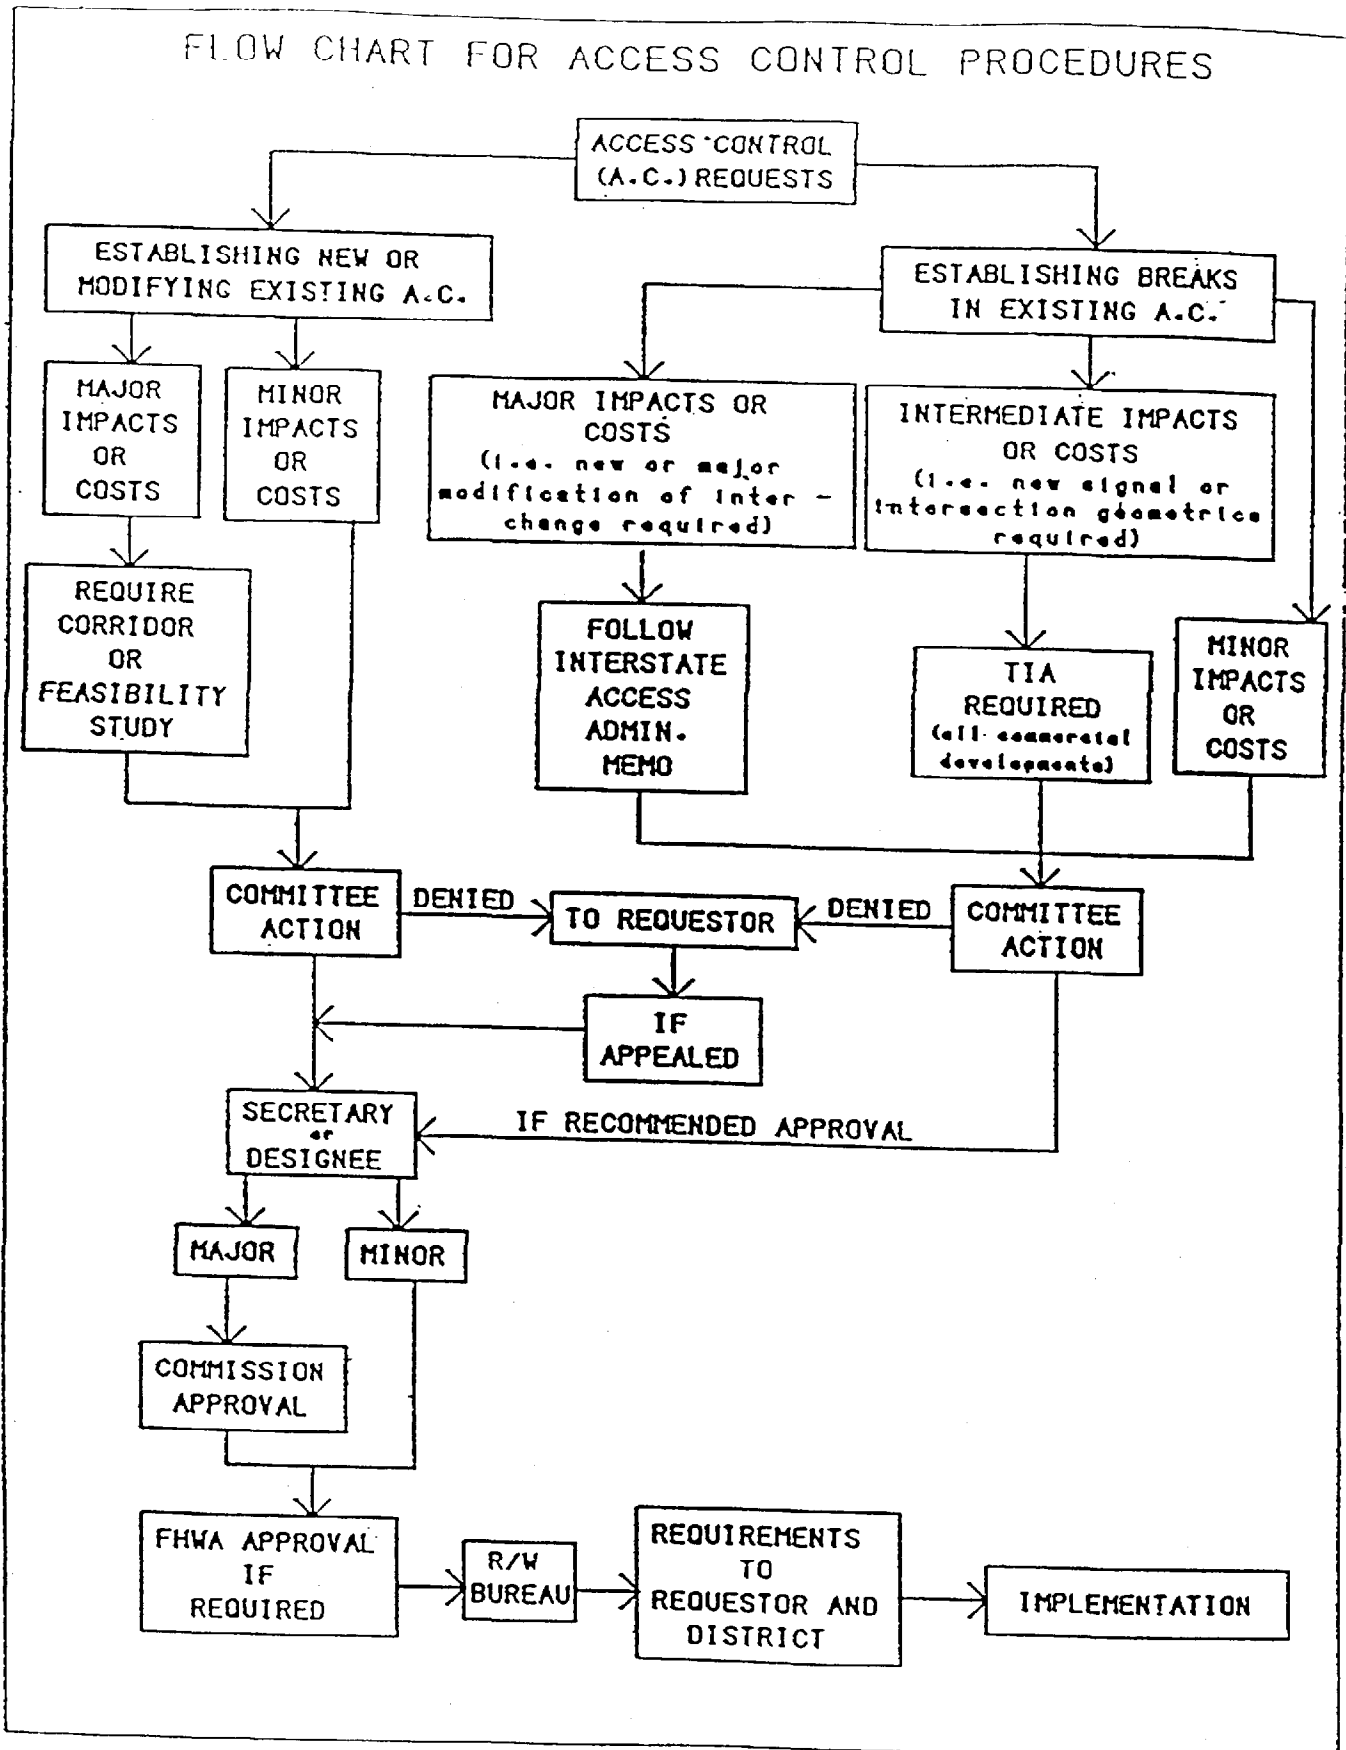 FLOW CHART FOR ACCESS CONTROL PROCEDURES
ACCESS CONTROL
(A.C.) REQUESTS
ESTABLISHING NEW OR
MODIFYING EXISTING A.C.
ESTABLISHING BREAKS
IN EXISTING A.C.
MAJOR
IMPACTS
OR
COSTS
MINOR
IMPACTS
OR
COSTS
MAJOR IMPACTS OR
COSTS
(i.e. new or major
modification of inter -
change required)
INTERMEDIATE IMPACTS
OR COSTS
(i.e. new signal or
intersection geometrics
required)
REQUIRE
CORRIDOR
OR
FEASIBILITY
STUDY
FOLLOW
INTERSTATE
ACCESS
ADMIN.
MEMO
TIA
REQUIRED
(all commercial
developments)
MINOR
IMPACTS
OR
COSTS
COMMITTEE
ACTION
DENIED
TO REQUESTOR
DENIED
COMMITTEE
ACTION
IF
APPEALED
SECRETARY
or
DESIGNEE
IF RECOMMENDED APPROVAL
MAJOR
MINOR
COMMISSION
APPROVAL
FHWA APPROVAL
IF
REQUIRED
R/W
BUREAU
REQUIREMENTS
TO
REQUESTOR AND
DISTRICT
IMPLEMENTATION